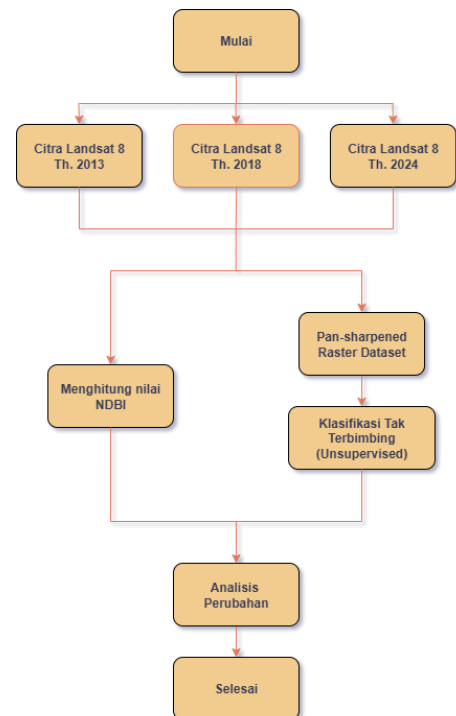 Mulai
Citra Landsat 8
Th. 2013
Citra Landsat 8
Th. 2018
Citra Landsat 8
Th. 2024
Pan-sharpened
Raster Dataset
Menghitung nilai
NDBI
Klasifikasi Tak
Terbimbing
(Unsupervised)
Analisis
Perubahan
Selesai